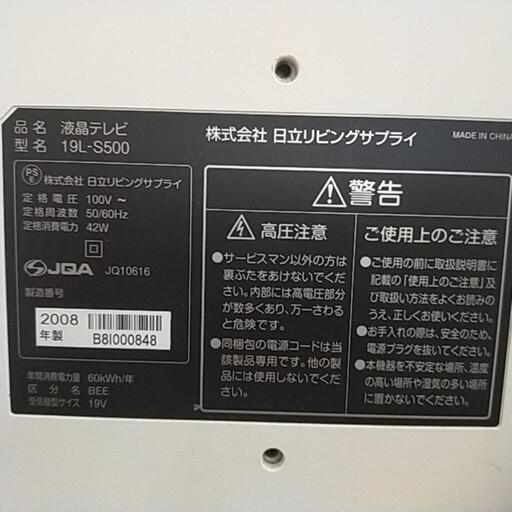 品名 液晶テレビ
型名 19L-S500
株式会社 日立リビングサプライ
MADE IN CHINA
PS
E
株式会社 日立リビングサプライ
定格電圧 100V～
定格周波数 50/60Hz
定格消費電力 42W
JQA JQ10616
製造番号
2008
年製
B8I000848
年間消費電力量 60kWh/年
区分名 BEE
受信機型サイズ 19V
警告
高圧注意
●サービスマン以外の方は
裏ぶたをあけないでくだ
さい。内部には高電圧部分
が数多くあり、万一さわる
と危険です。
●同梱包の電源コードは当
該製品専用です。他の製
品には使用しないでくだ
さい。
ご使用上のご注意
●ご使用の前に取扱説明書に
記載の「使用上のご注意」及
び取り扱い方法をよくお読みの
うえ、正しくお使いください。
●お手入れの際は、安全のため、
電源プラグを抜いてください。
●本機器を不安定な場所、温度
の高い場所や湿気の多い場所
に置かないでください。